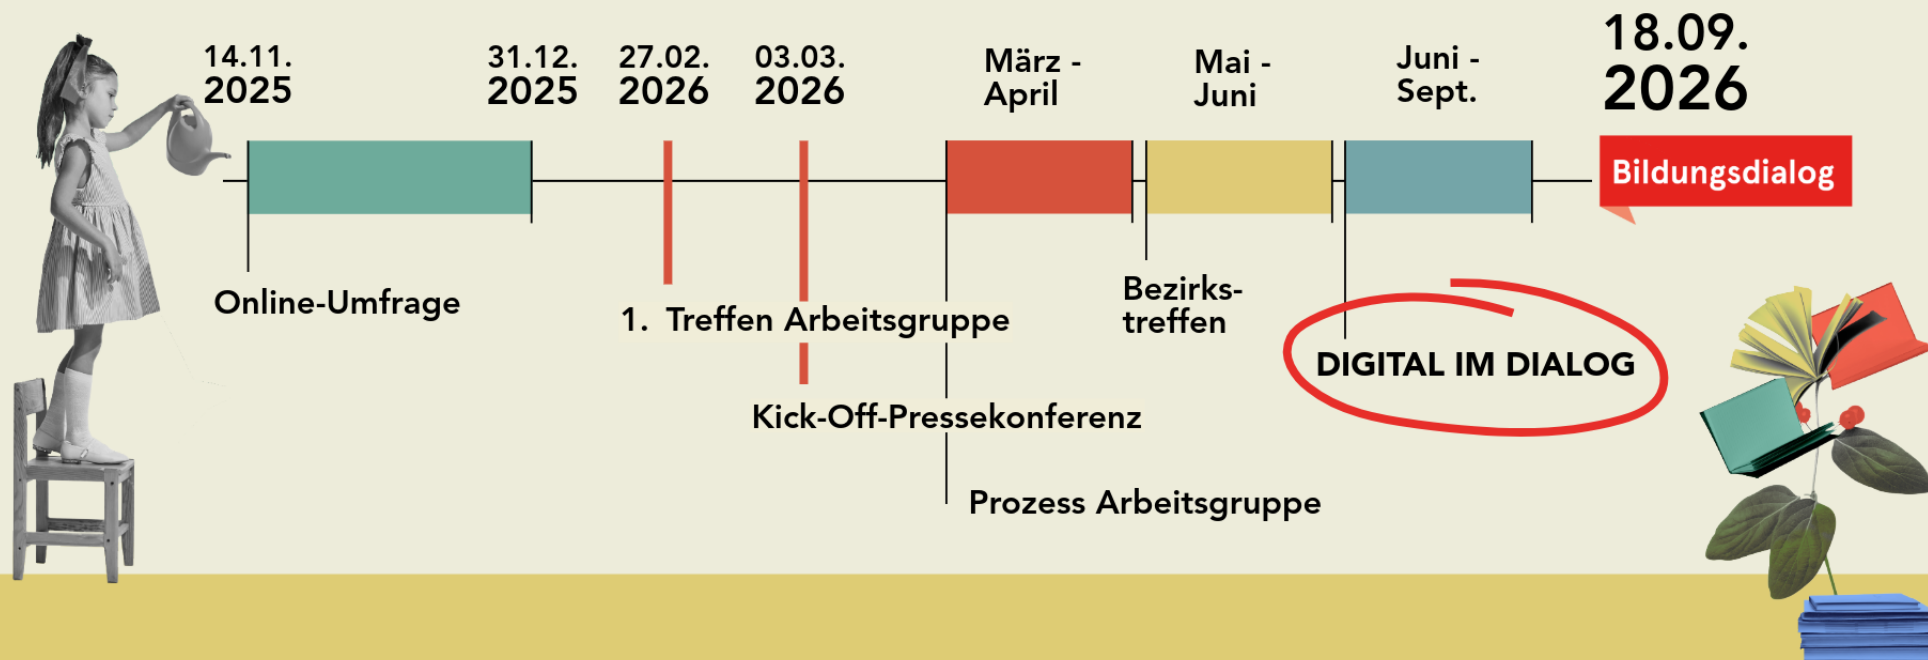 14.11.
2025
31.12.
2025
27.02.
2026
03.03.
2026
März -
April
Mai -
Juni
Juni -
Sept.
18.09.
2026
Bildungsdialog
Online-Umfrage
1. Treffen Arbeitsgruppe
Kick-Off-Pressekonferenz
Prozess Arbeitsgruppe
Bezirks-
treffen
DIGITAL IM DIALOG